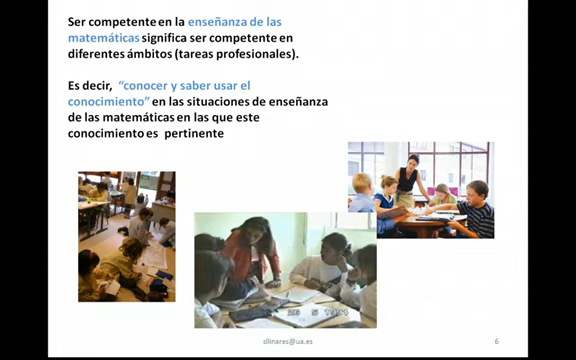 Ser competente en la enseñanza de las
matemáticas significa ser competente en
diferentes ámbitos (tareas profesionales).
Es decir, “conocer y saber usar el
conocimiento” en las situaciones de enseñanza
de las matemáticas en las que este
conocimiento es pertinente
sllinares@ua.es
6